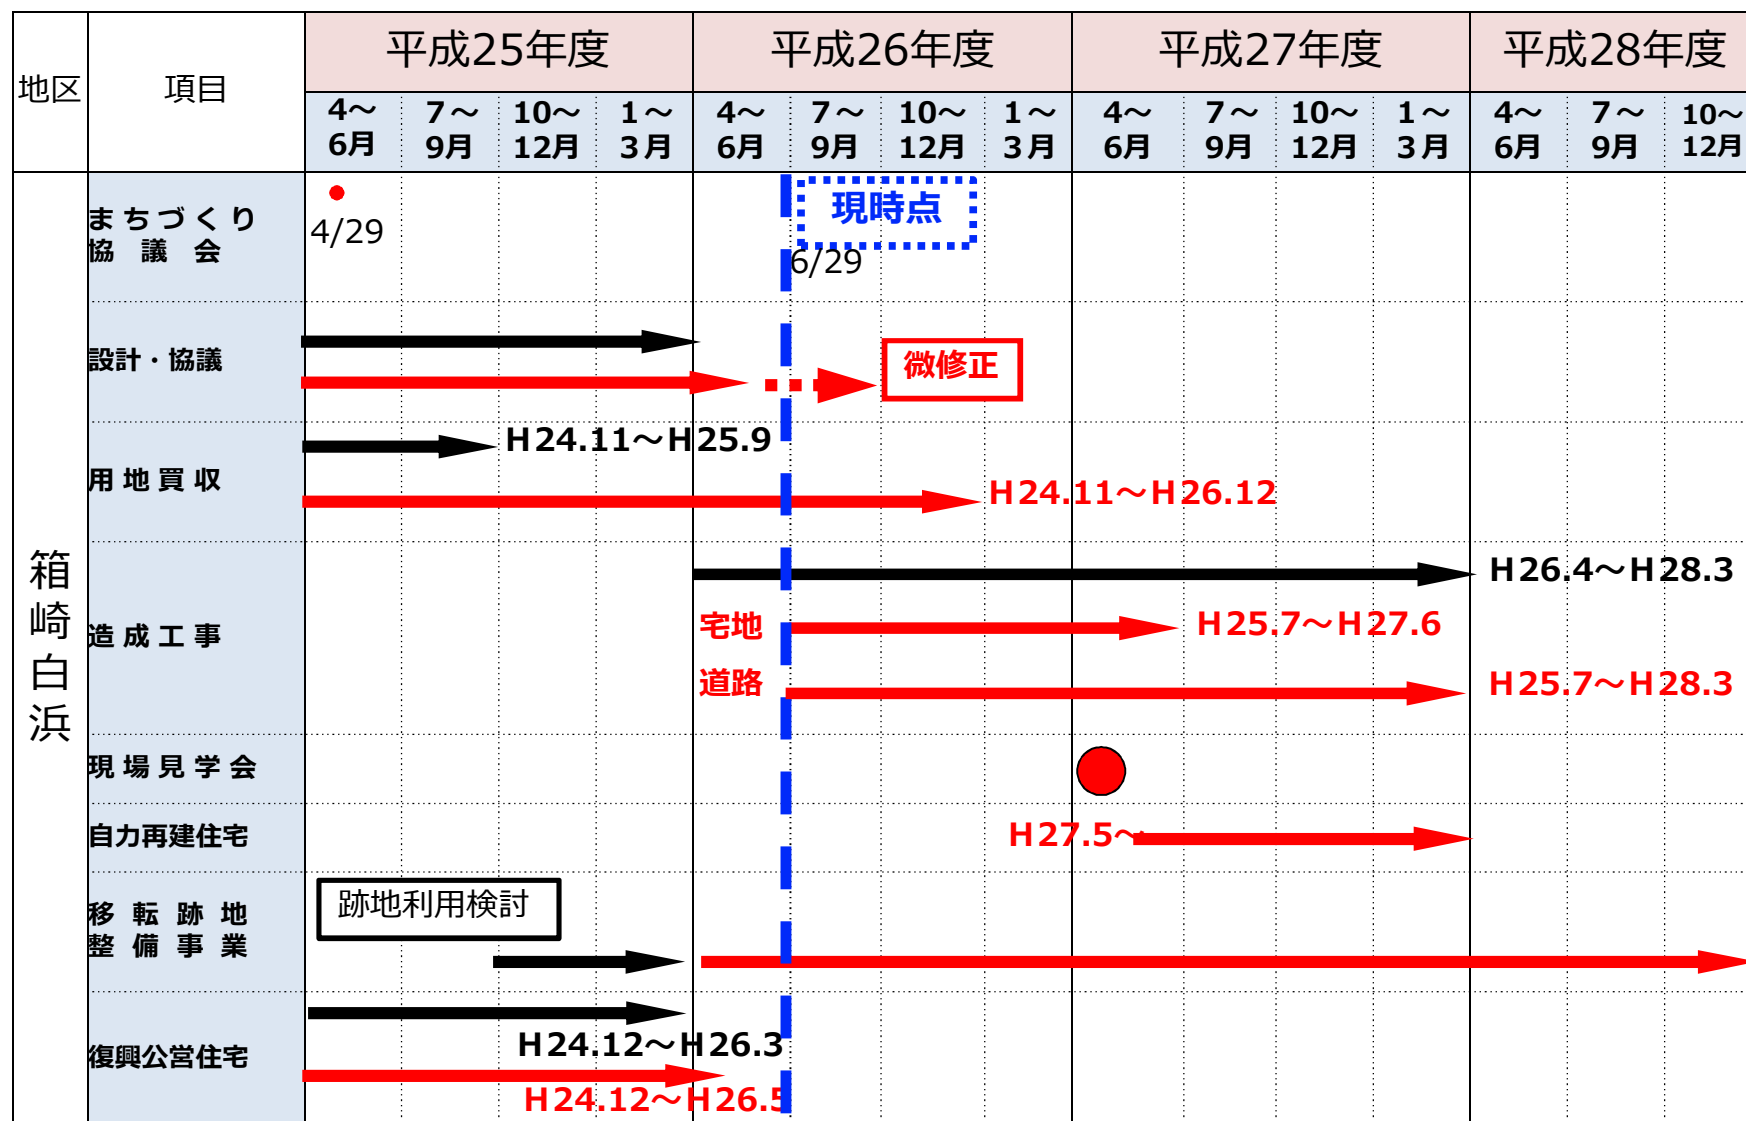 地区
項目
平成25年度
平成26年度
平成27年度
平成28年度
4～
6月
7～
9月
10～
12月
1～
3月
4～
6月
7～
9月
10～
12月
1～
3月
4～
6月
7～
9月
10～
12月
1～
3月
4～
6月
7～
9月
10～
12月
箱崎白浜
まちづくり
協議会
4/29
現時点
6/29
設計・協議
微修正
用地買収
H24.11～H25.9
H24.11～H26.12
造成工事
H26.4～H28.3
宅地
H25.7～H27.6
道路
H25.7～H28.3
現場見学会
自力再建住宅
H27.5～
移転跡地
整備事業
跡地利用検討
復興公営住宅
H24.12～H26.3
H24.12～H26.5